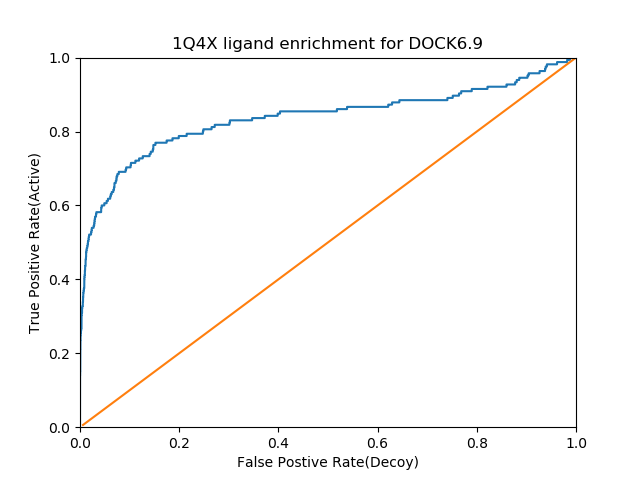 1Q4X ligand enrichment for DOCK6.9
1.0
0.8
0.6
0.4
0.2
0.0
True Positive Rate(Active)
0.0 0.2 0.4 0.6 0.8 1.0
False Postive Rate(Decoy)